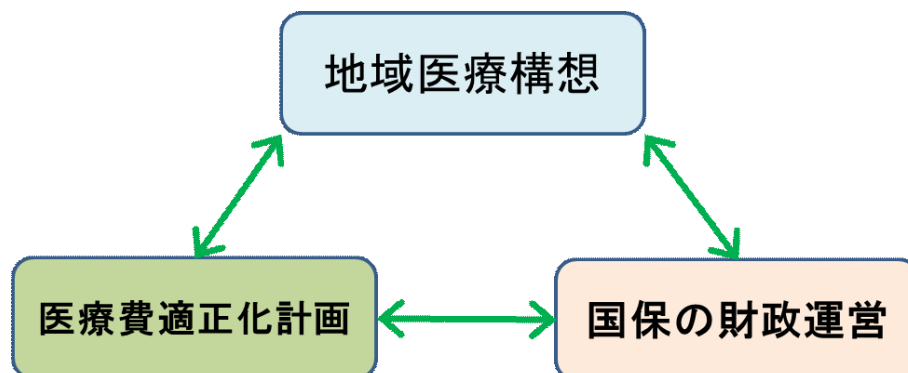 地域医療構想
医療費適正化計画
国保の財政運営